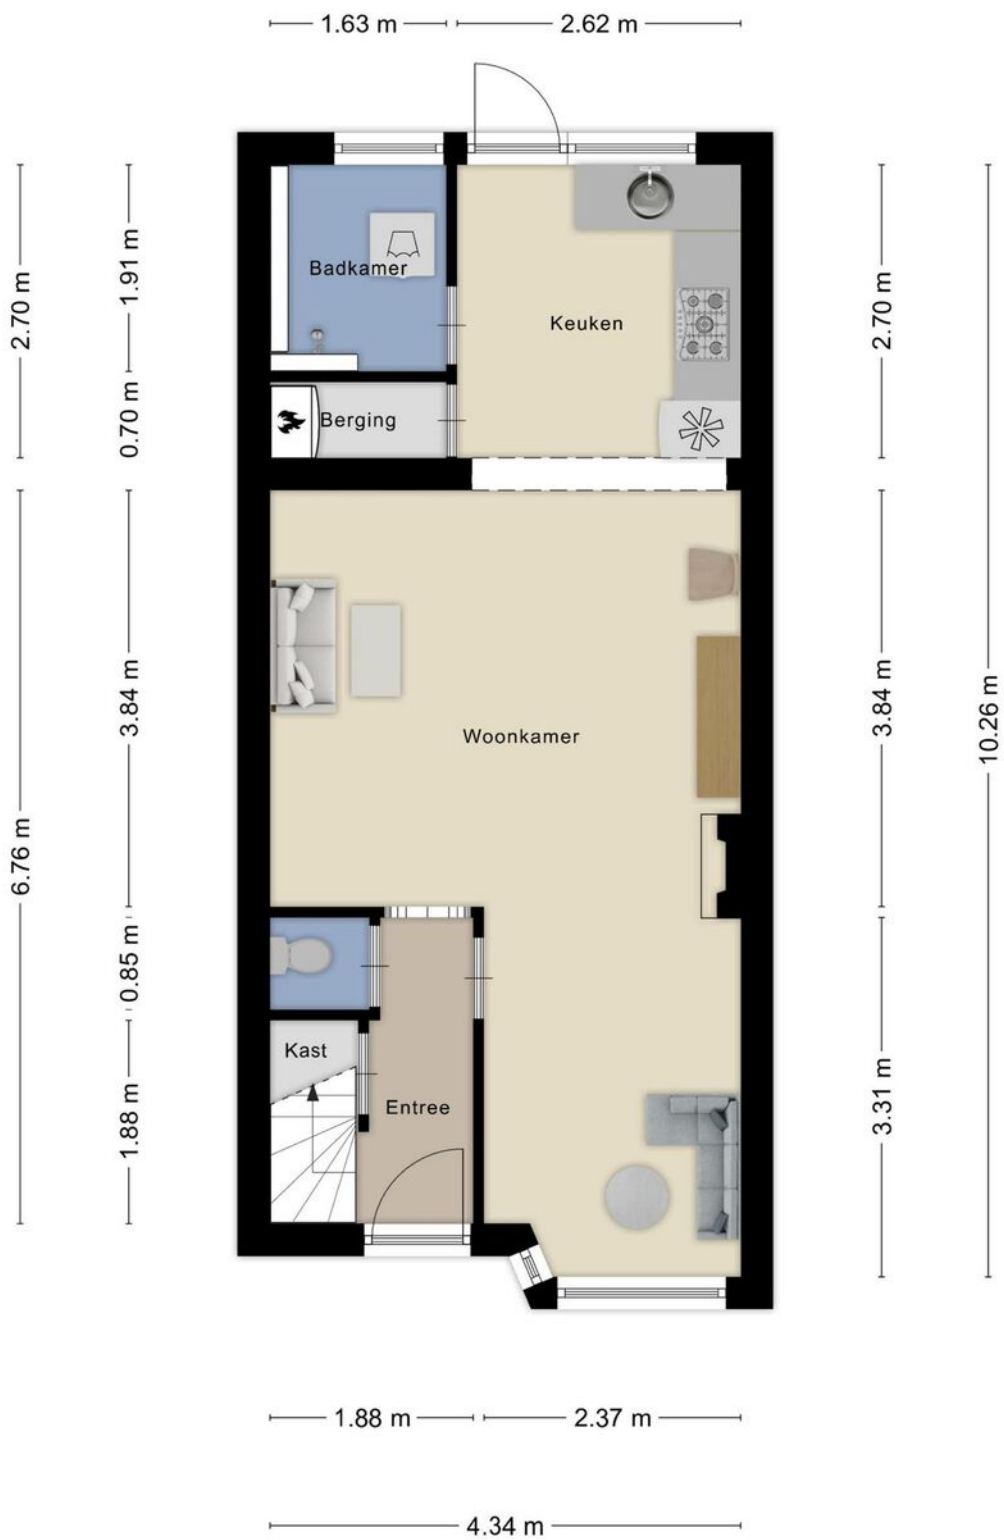 1.63 m
2.62 m
2.70 m
1.91 m
Badkamer
Keuken
2.70 m
0.70 m
Berging
3.84 m
Woonkamer
3.84 m
10.26 m
6.76 m
0.85 m
Kast
Entree
1.88 m
3.31 m
1.88 m
2.37 m
4.34 m